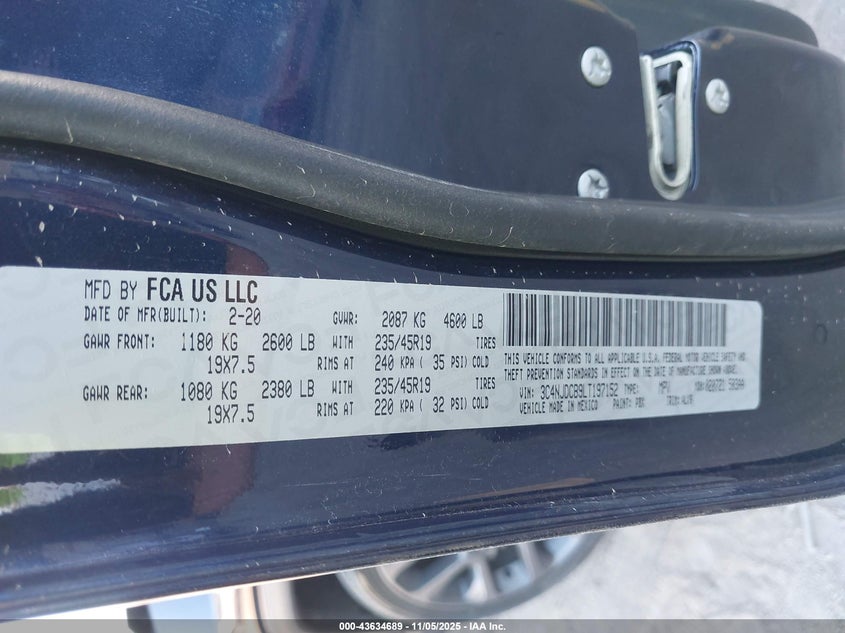 MFD BY FCA US LLC
DATE OF MFR(BUILT): 2-20 GVWR: 2087 KG 4600 LB
GAWR FRONT: 1180 KG 2600 LB WITH 235/45R19 TIRES
19X7.5 RIMS AT 240 KPA ( 35 PSI) COLD
GAWR REAR: 1080 KG 2380 LB WITH 235/45R19 TIRES
19X7.5 RIMS AT 220 KPA ( 32 PSI) COLD
THIS VEHICLE CONFORMS TO ALL APPLICABLE U.S.A. FEDERAL MOTOR VEHICLE SAFETY AND
THEFT PREVENTION STANDARDS IN EFFECT ON THE DATE OF MANUFACTURE SHOWN ABOVE.
VIN: 3C4NJDCB9LT197152 TYPE: MPV
VEHICLE MADE IN MEXICO PAINT: PBX TRIM:
000-43634689 - 11/05/2025 - IAA Inc.